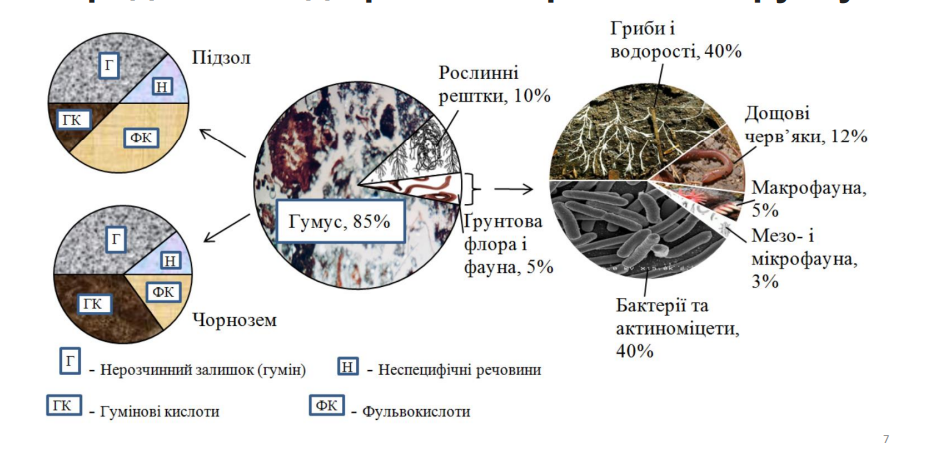 Підзол
Г
Н
ГК
ФК
Рослинні
рештки, 10%
Гриби і
водорості, 40%
Дощові
черв’яки, 12%
Макрофауна,
5%
Мезо- і
мікрофауна,
3%
Гумус, 85%
Ґрунтова
флора і
фауна, 5%
Г
Н
ФК
ГК
Чорнозем
Бактерії та
актиноміцети,
40%
Г - Нерозчинний залишок (гумін)
Н - Неспецифічні речовини
ГК - Гумінові кислоти
ФК - Фульвокислоти
7